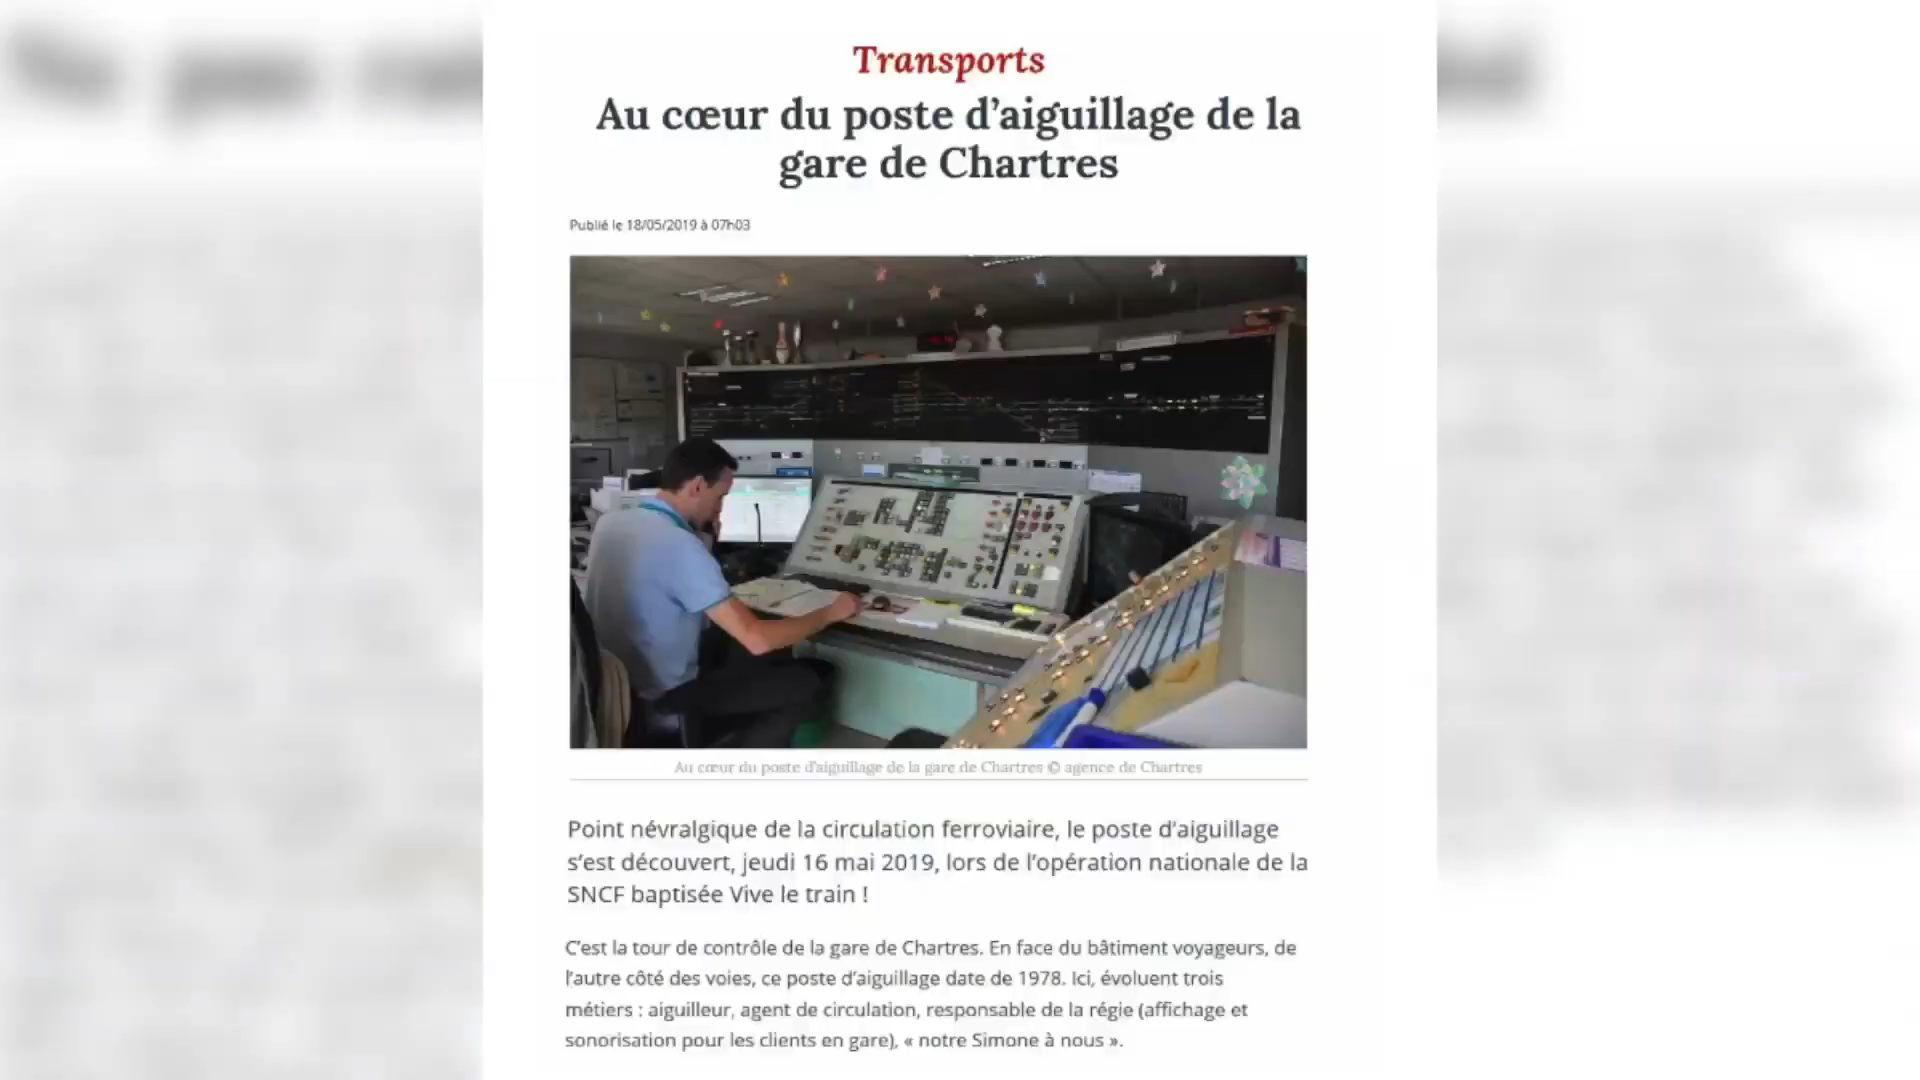 Transports
Au cœur du poste d’aiguillage de la
gare de Chartres
Publié le 18/05/2019 à 07h03
Au cœur du poste d’aiguillage de la gare de Chartres © agence de Chartres
Point névralgique de la circulation ferroviaire, le poste d’aiguillage
s’est découvert, jeudi 16 mai 2019, lors de l’opération nationale de la
SNCF baptisée Vive le train !
C’est la tour de contrôle de la gare de Chartres. En face du bâtiment voyageurs, de
l’autre côté des voies, ce poste d’aiguillage date de 1978. Ici, évoluent trois
métiers : aiguilleur, agent de circulation, responsable de la régie (affichage et
sonorisation pour les clients en gare), « notre Simone à nous ».